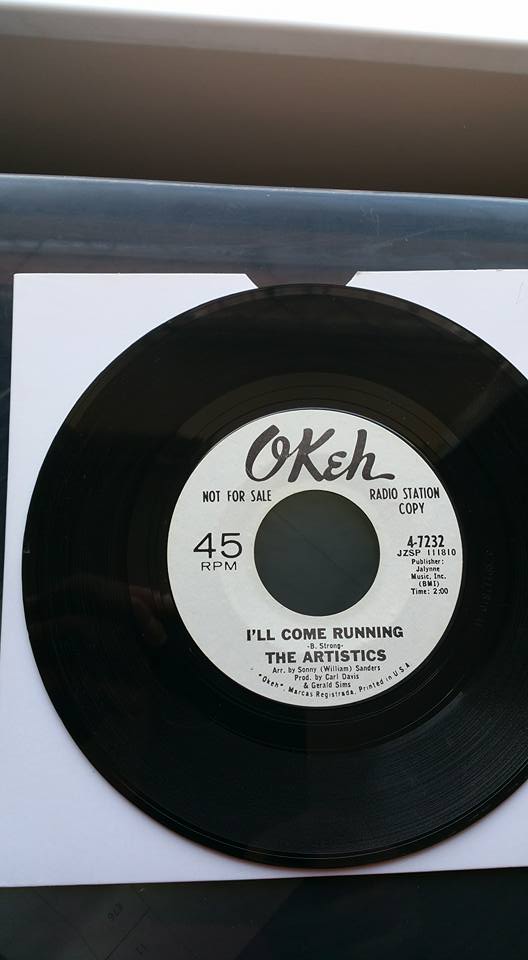 OKeh
NOT FOR SALE
RADIO STATION
COPY
45
RPM
4-7232
JZSP 111810
Publisher:
Jalynne
Music, Inc.
(BMI)
Time: 2:00
I'LL COME RUNNING
-B. Strong-
THE ARTISTICS
Arr. by Sonny (William) Sanders
Prod. by Carl Davis
& Gerald Sims
"Okeh". Marcas Registrada. Printed in U S A